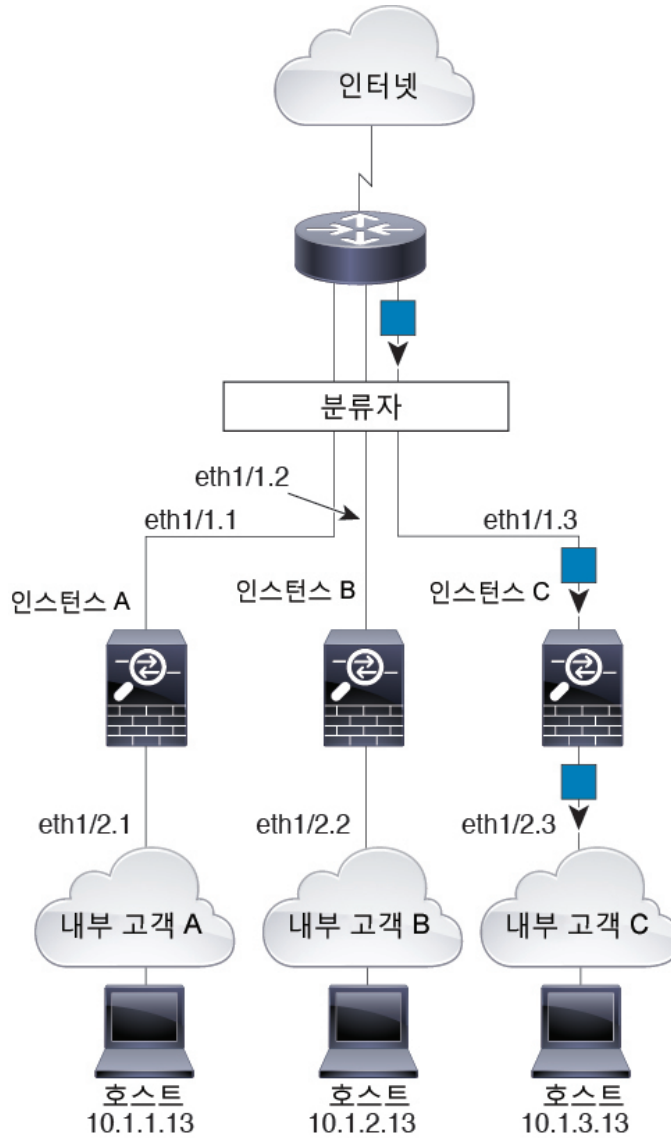 인터넷
분류자
eth1/1.2
eth1/1.1
eth1/1.3
인스턴스 A
인스턴스 B
인스턴스 C
eth1/2.1
eth1/2.2
eth1/2.3
내부 고객 A
내부 고객 B
내부 고객 C
호스트
10.1.1.13
호스트
10.1.2.13
호스트
10.1.3.13